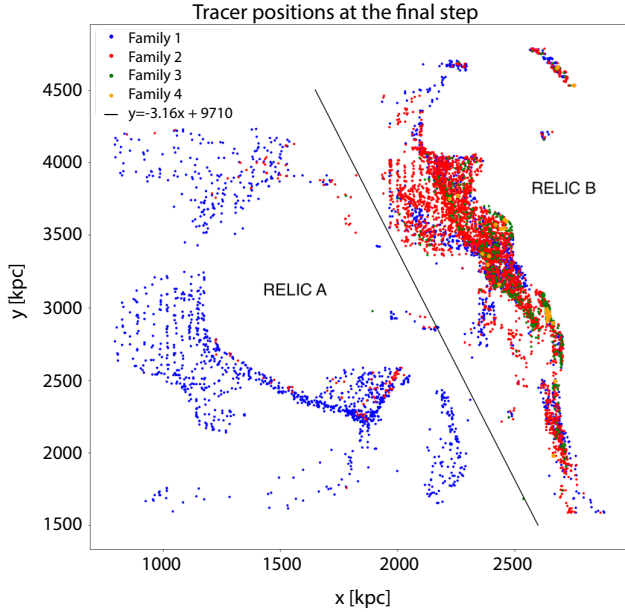 Tracer positions at the final step
Family 1
Family 2
Family 3
Family 4
y=-3.16x + 9710
RELIC A
RELIC B
y [kpc]
4500
4000
3500
3000
2500
2000
1500
1000
1500
2000
2500
x [kpc]